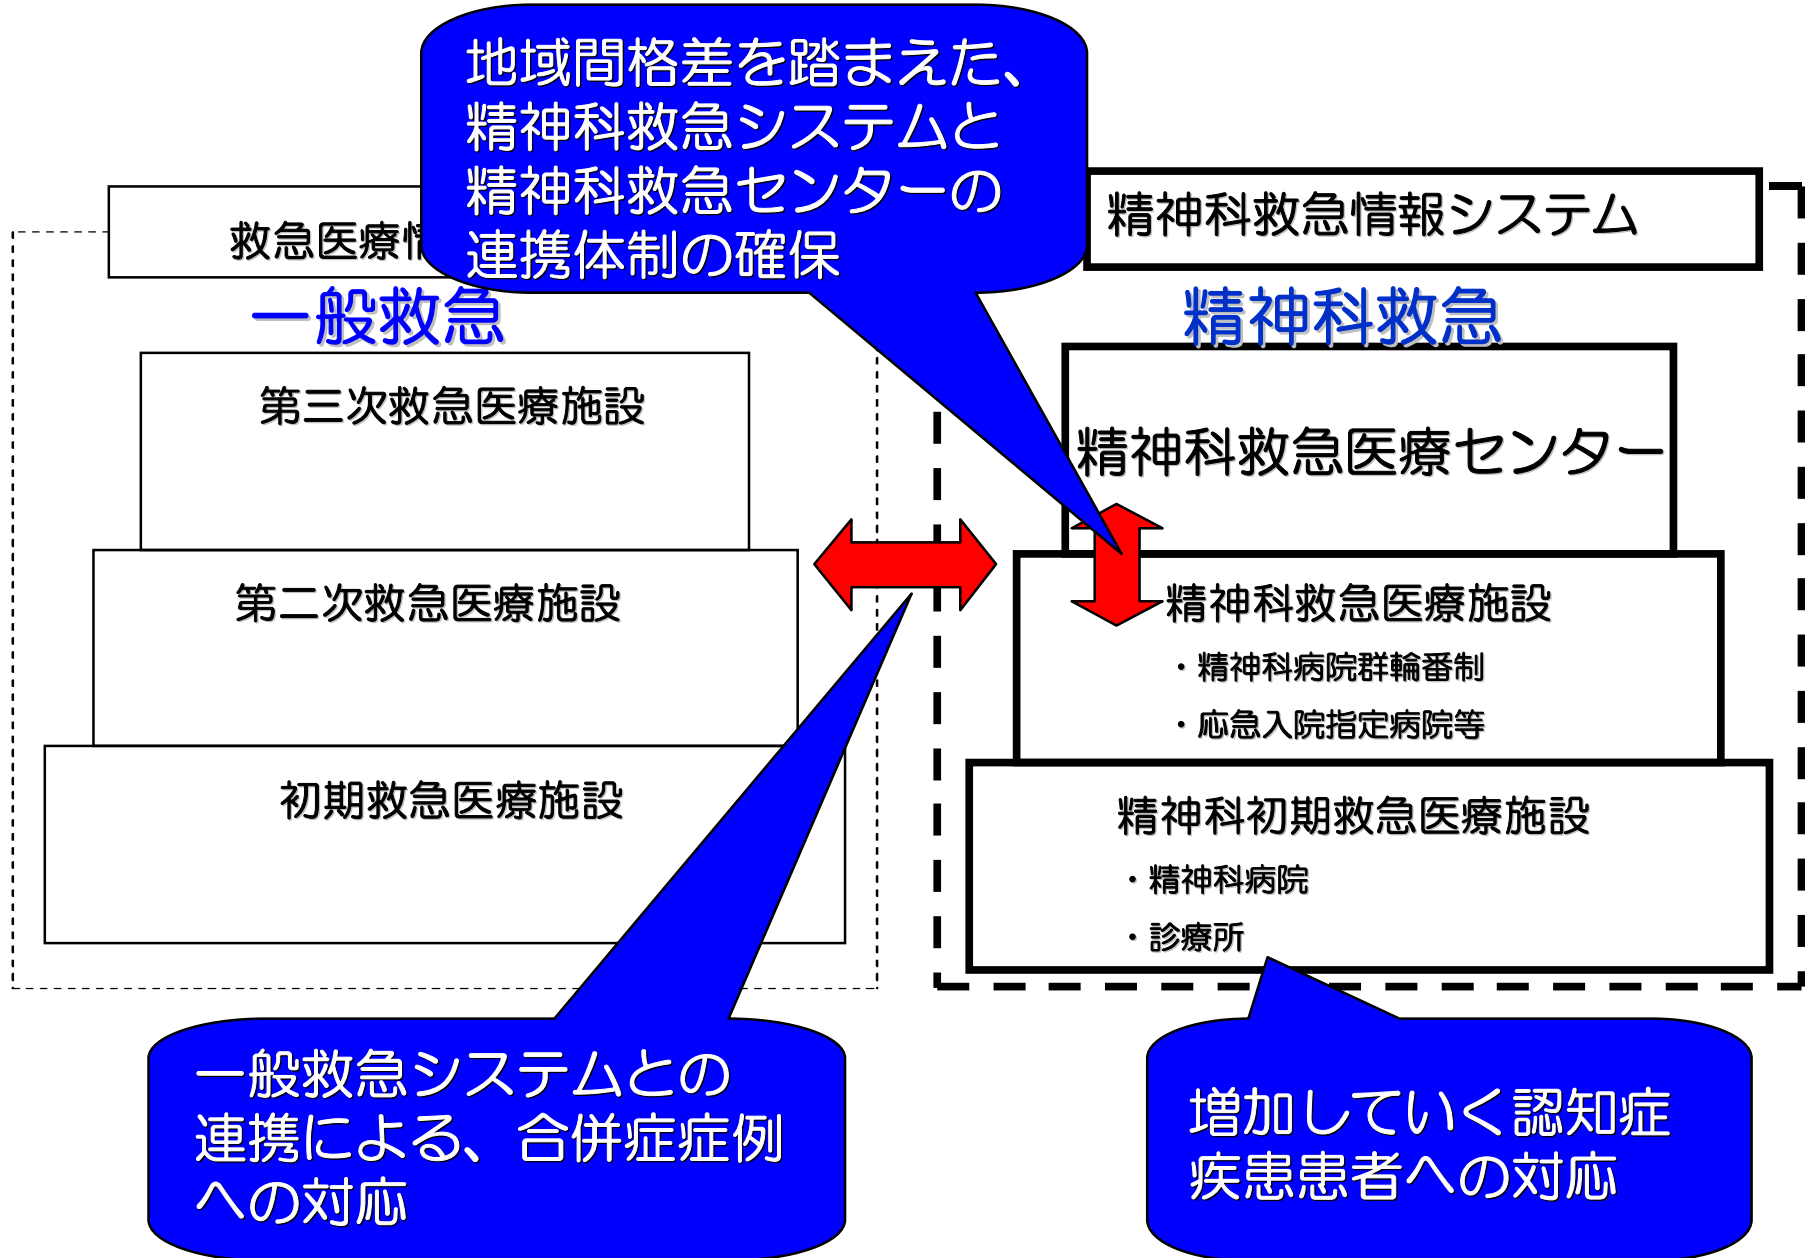 地域間格差を踏まえた、
精神科救急システムと
精神科救急センターの
連携体制の確保
救急医療
一般救急
第三次救急医療施設
第二次救急医療施設
初期救急医療施設
精神科救急情報システム
精神科救急
精神科救急医療センター
精神科救急医療施設
・精神科病院群輪番制
・応急入院指定病院等
精神科初期救急医療施設
・精神科病院
・診療所
一般救急システムとの
連携による、合併症症例
への対応
増加していく認知症
疾患患者への対応